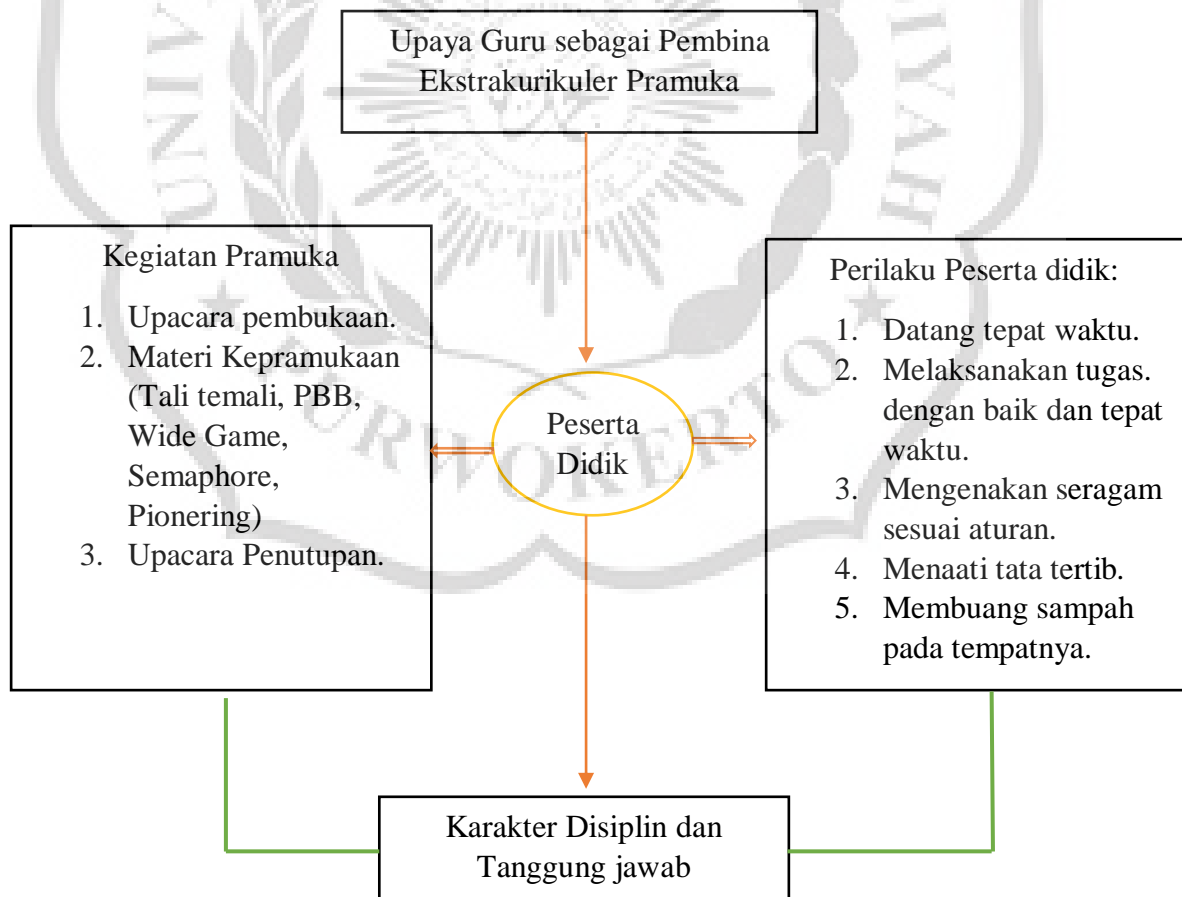 Upaya Guru sebagai Pembina
Ekstrakurikuler Pramuka
Kegiatan Pramuka
1. Upacara pembukaan.
2. Materi Kepramukaan
(Tali temali, PBB,
Wide Game,
Semaphore,
Pionering)
3. Upacara Penutupan.
Peserta
Didik
Perilaku Peserta didik:
1. Datang tepat waktu.
2. Melaksanakan tugas.
dengan baik dan tepat
waktu.
3. Mengenakan seragam
sesuai aturan.
4. Menaati tata tertib.
5. Membuang sampah
pada tempatnya.
Karakter Disiplin dan
Tanggung jawab
UNIV
IYAH
PURWOKERTO